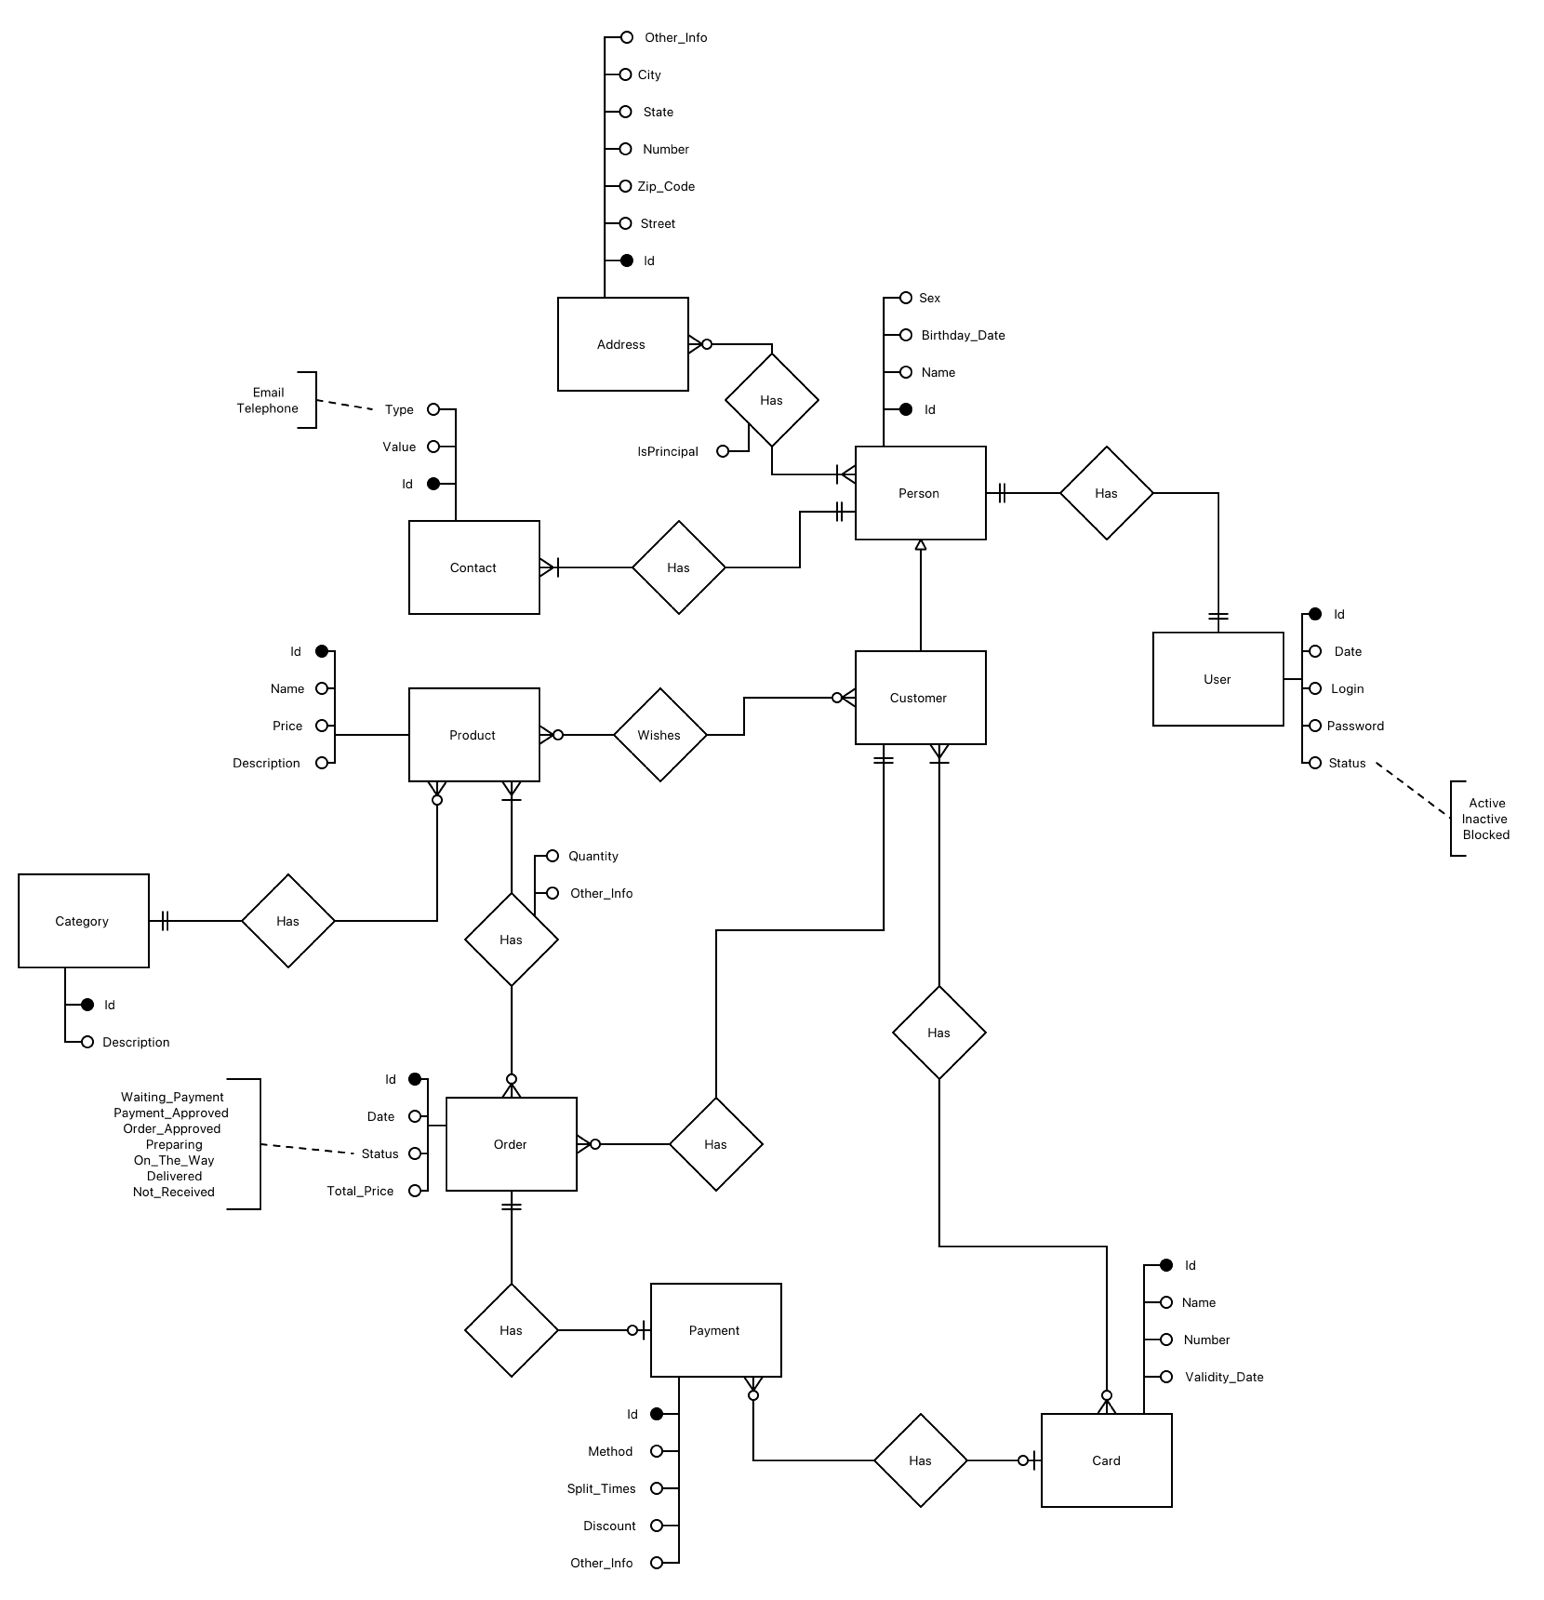 Other_Info
City
State
Number
Zip_Code
Street
Id
Address
Sex
Birthday_Date
Name
Id
Has
IsPrincipal
Email
Telephone
Type
Value
Id
Person
Has
Contact
Has
Id
Date
Login
Password
Status
User
Active
Inactive
Blocked
Id
Name
Price
Description
Product
Wishes
Customer
Quantity
Other_Info
Category
Has
Has
Id
Description
Has
Waiting_Payment
Payment_Approved
Order_Approved
Preparing
On_The_Way
Delivered
Not_Received
Id
Date
Status
Total_Price
Order
Has
Id
Name
Number
Validity_Date
Has
Payment
Id
Method
Split_Times
Discount
Other_Info
Has
Card